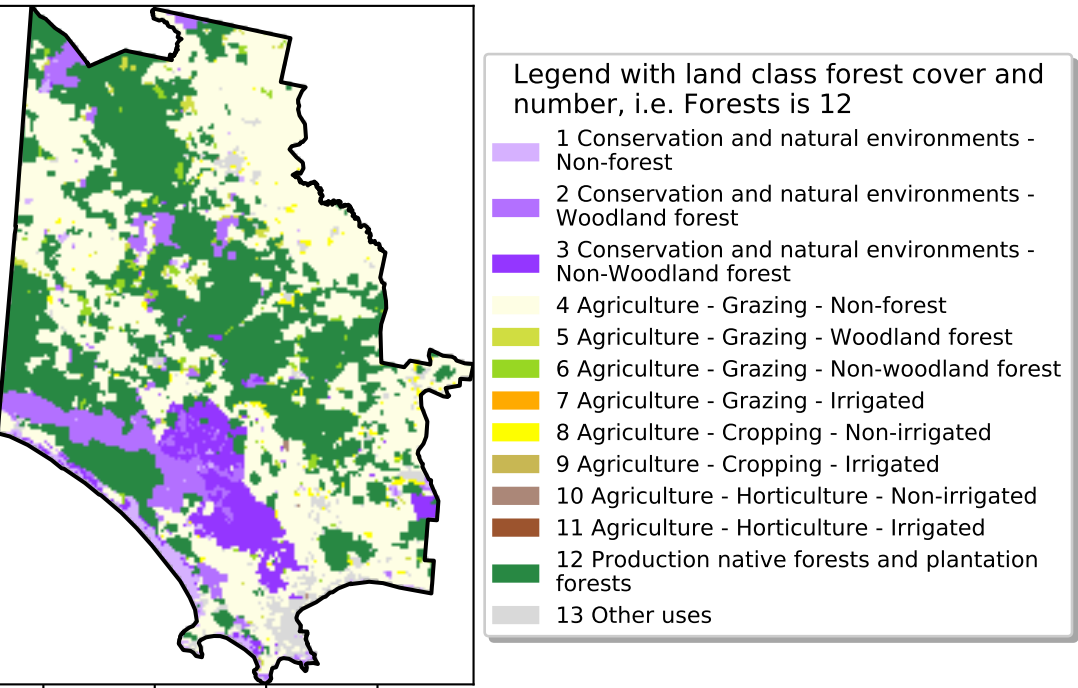 Legend with land class forest cover and
number, i.e. Forests is 12
1 Conservation and natural environments -
Non-forest
2 Conservation and natural environments -
Woodland forest
3 Conservation and natural environments -
Non-Woodland forest
4 Agriculture - Grazing - Non-forest
5 Agriculture - Grazing - Woodland forest
6 Agriculture - Grazing - Non-woodland forest
7 Agriculture - Grazing - Irrigated
8 Agriculture - Cropping - Non-irrigated
9 Agriculture - Cropping - Irrigated
10 Agriculture - Horticulture - Non-irrigated
11 Agriculture - Horticulture - Irrigated
12 Production native forests and plantation
forests
13 Other uses